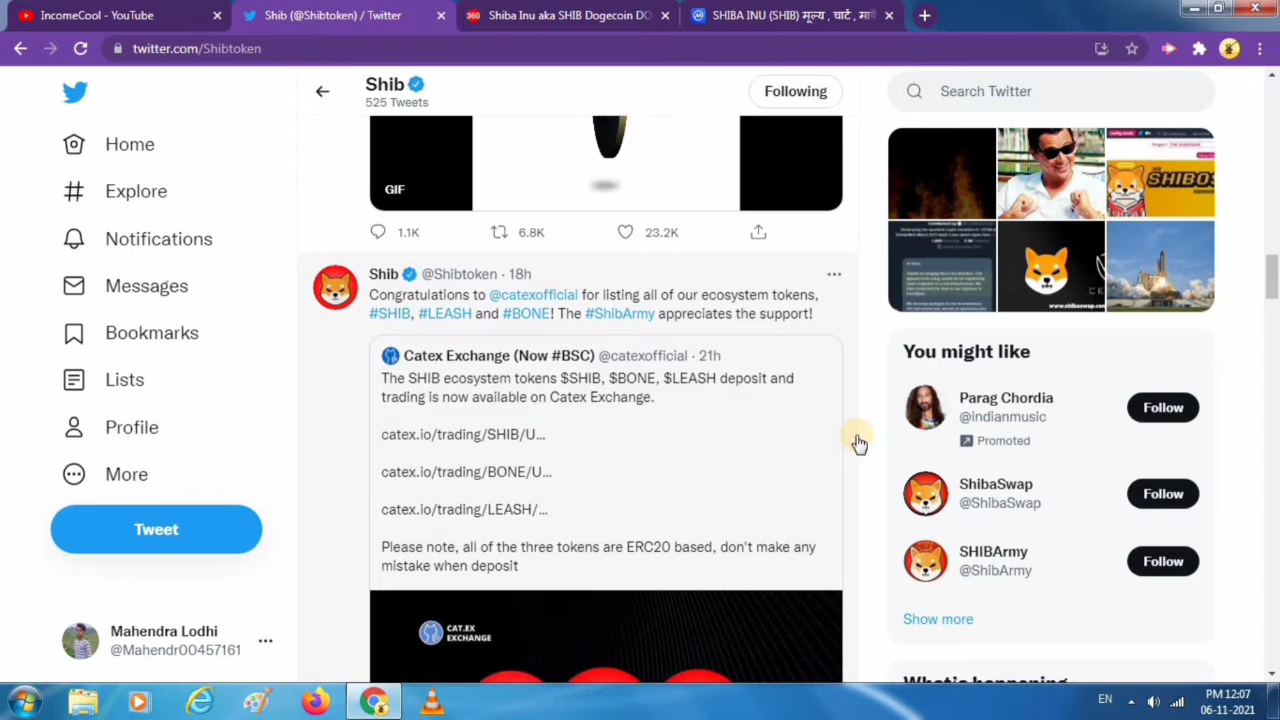 IncomeCool - YouTube
Shib (@Shibtoken) / Twitter
Shiba Inu aka SHIB Dogecoin DO
SHIBA INU (SHIB) मूल्य , चार्ट , मार्के
twitter.com/Shibtoken
Home
Explore
Notifications
Messages
Bookmarks
Lists
Profile
More
Tweet
Mahendra Lodhi
@Mahendr00457161
Shib
525 Tweets
Following
GIF
1.1K
6.8K
23.2K
Shib @Shibtoken · 18h
Congratulations to @catexofficial for listing all of our ecosystem tokens,
#SHIB, #LEASH and #BONE! The #ShibArmy appreciates the support!
Catex Exchange (Now #BSC) @catexofficial · 21h
The SHIB ecosystem tokens $SHIB, $BONE, $LEASH deposit and
trading is now available on Catex Exchange.
catex.io/trading/SHIB/U...
catex.io/trading/BONE/U...
catex.io/trading/LEASH/...
Please note, all of the three tokens are ERC20 based, don't make any
mistake when deposit
CAT.EX
EXCHANGE
Search Twitter
SHIBOS
www.shibaswap.com
You might like
Parag Chordia
@indianmusic
Promoted
Follow
ShibaSwap
@ShibaSwap
Follow
SHIBArmy
@ShibArmy
Follow
Show more
What's happening
EN
PM 12:07
06-11-2021